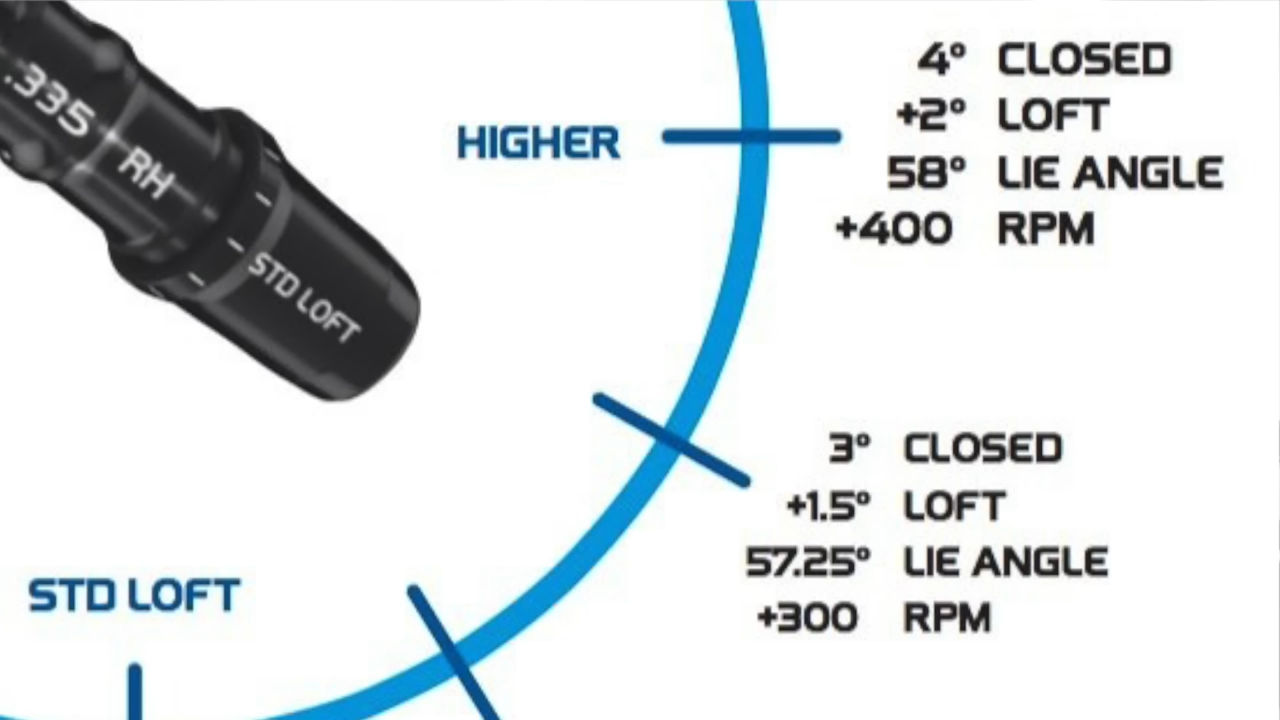 .335
RH
STD LOFT
HIGHER
4° CLOSED
+2° LOFT
58° LIE ANGLE
+400 RPM
3° CLOSED
+1.5° LOFT
57.25° LIE ANGLE
+300 RPM
STD LOFT